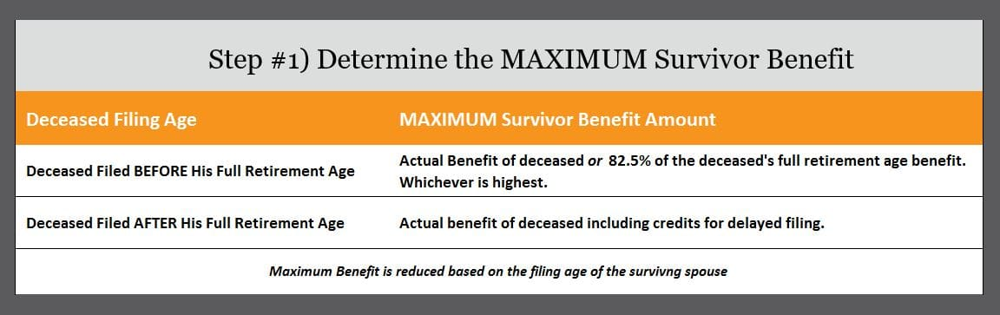 Step #1) Determine the MAXIMUM Survivor Benefit
Deceased Filing Age
MAXIMUM Survivor Benefit Amount
Deceased Filed BEFORE His Full Retirement Age
Actual Benefit of deceased or 82.5% of the deceased's full retirement age benefit.
Whichever is highest.
Deceased Filed AFTER His Full Retirement Age
Actual benefit of deceased including credits for delayed filing.
Maximum Benefit is reduced based on the filing age of the survivng spouse